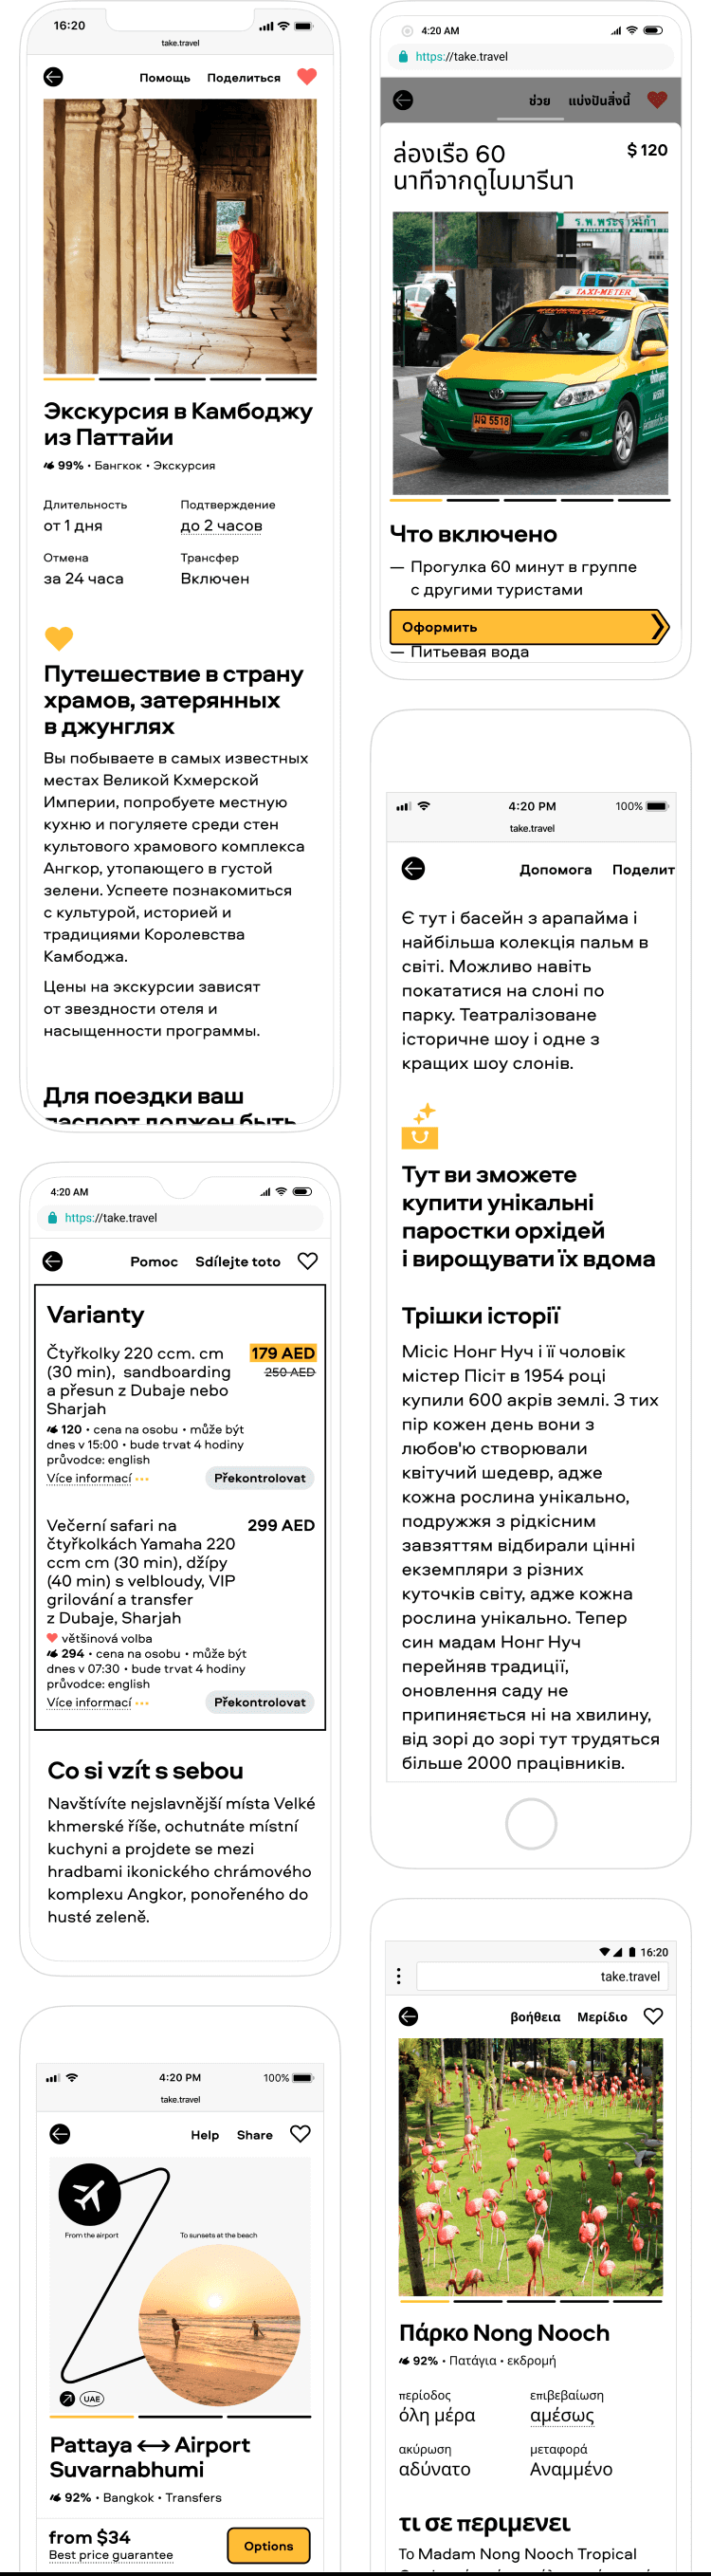 16:20
take.travel
Помощь Поделиться
Экскурсия в Камбоджу
из Паттайи
99% • Бангкок • Экскурсия
Длительность Подтверждение
от 1 дня до 2 часов
Отмена Трансфер
за 24 часа Включен
Путешествие в страну
храмов, затерянных
в джунглях
Вы побываете в самых известных
местах Великой Кхмерской
Империи, попробуете местную
кухню и погуляете среди стен
культового храмового комплекса
Ангкор, утопающего в густой
зелени. Успеете познакомиться
с культурой, историей и
традициями Королевства
Камбоджа.
Цены на экскурсии зависят
от звездности отеля и
насыщенности программы.
Для поездки ваш
паспорт должен быть
4:20 AM
https://take.travel
Pomoc Sdílejte toto
Varianty
Čtyřkolky 220 ccm. cm 179 AED
(30 min), sandboarding 250 AED
a přesun z Dubaje nebo
Sharjah
120 • cena na osobu • může být
dnes v 15:00 • bude trvat 4 hodiny
průvodce: english
Více informací ••• Překontrolovat
Večerní safari na 299 AED
čtyřkolkách Yamaha 220
ccm cm (30 min), džípy
(40 min) s velbloudy, VIP
grilování a transfer
z Dubaje, Sharjah
většinová volba
294 • cena na osobu • může být
dnes v 07:30 • bude trvat 4 hodiny
průvodce: english
Více informací ••• Překontrolovat
Co si vzít s sebou
Navštívíte nejslavnější místa Velké
khmerské říše, ochutnáte místní
kuchyni a projdete se mezi
hradbami ikonického chrámového
komplexu Angkor, ponořeného do
husté zeleně.
4:20 PM 100%
take.travel
Help Share
From the airport To sunsets at the beach
UAE
Pattaya ⟷ Airport
Suvarnabhumi
92% • Bangkok • Transfers
from $34
Best price guarantee
Options
4:20 AM
https://take.travel
ช่วย แบ่งปันสิ่งนี้
ล่องเรือ 60 $ 120
นาทีจากดูไบมารีนา
ร.พ.พระรามเก้า
TAXI-METER
มฉ 5518
Что включено
— Прогулка 60 минут в группе
с другими туристами
Оформить
— Питьевая вода
4:20 PM 100%
take.travel
Допомога Поделит
Є тут і басейн з арапайма і
найбільша колекція пальм в
світі. Можливо навіть
покататися на слоні по
парку. Театралізоване
історичне шоу і одне з
кращих шоу слонів.
Тут ви зможете
купити унікальні
паростки орхідей
і вирощувати їх вдома
Трішки історії
Місіс Нонг Нуч і її чоловік
містер Пісіт в 1954 році
купили 600 акрів землі. З тих
пір кожен день вони з
любов'ю створювали
квітучий шедевр, адже
кожна рослина унікально,
подружжя з рідкісним
завзяттям відбирали цінні
екземпляри з різних
куточків світу, адже кожна
рослина унікально. Тепер
син мадам Нонг Нуч
перейняв традиції,
оновлення саду не
припиняється ні на хвилину,
від зорі до зорі тут трудяться
більше 2000 працівників.
16:20
take.travel
βοήθεια Μερίδιο
Πάρκο Nong Nooch
92% • Πατάγια • εκδρομή
περίοδος επιβεβαίωση
όλη μέρα αμέσως
ακύρωση μεταφορά
αδύνατο Αναμμένο
τι σε περιμενει
Το Madam Nong Nooch Tropical